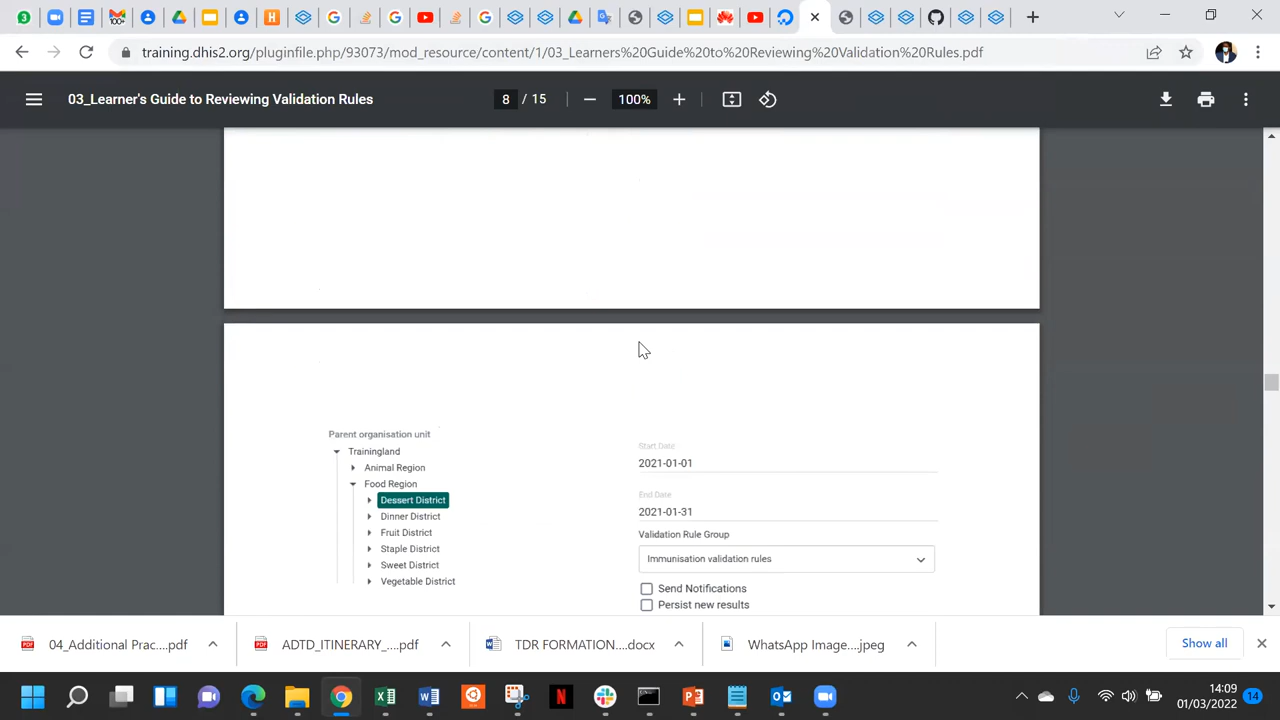 training.dhis2.org/pluginfile.php/93073/mod_resource/content/1/03_Learners%20Guide%20to%20Reviewing%20Validation%20Rules.pdf
03_Learner's Guide to Reviewing Validation Rules
8 / 15
100%
Parent organisation unit
Trainingland
Animal Region
Food Region
Dessert District
Dinner District
Fruit District
Staple District
Sweet District
Vegetable District
Start Date
2021-01-01
End Date
2021-01-31
Validation Rule Group
Immunisation validation rules
Send Notifications
Persist new results
04_Additional Prac....pdf
ADTD_ITINERARY_....pdf
TDR FORMATION....docx
WhatsApp Image....jpeg
Show all
14:09
01/03/2022
14